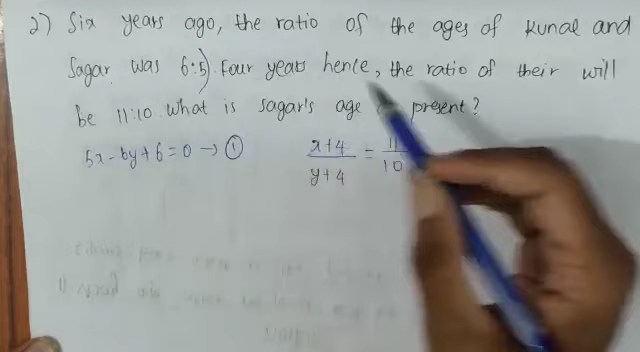 2) Six years ago, the ratio of the ages of Kunal and
Sagar was 6:5). Four years hence, the ratio of their will
be 11:10. What is sagar's age present?
5x - 6y + 6 = 0 → ① x+4/y+4 = 11/10